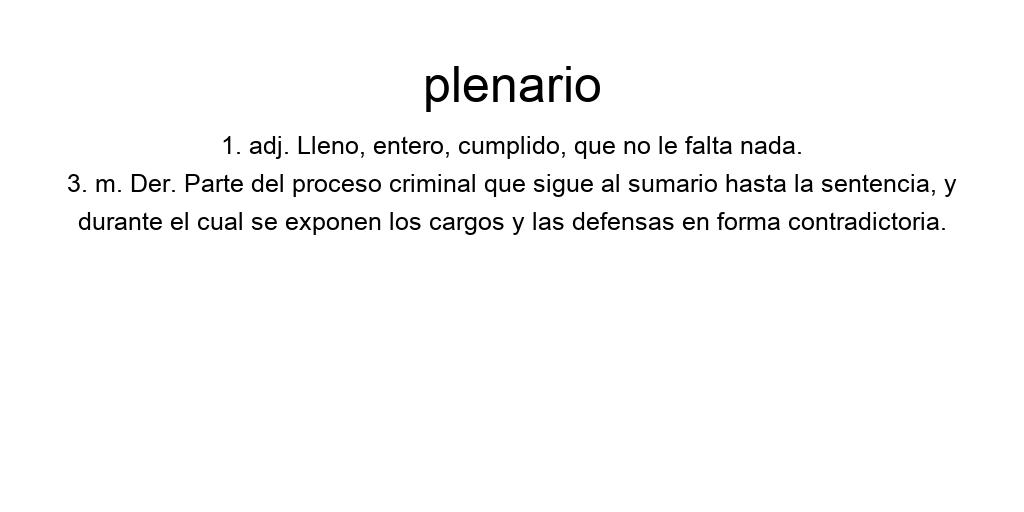 plenario
1. adj. Lleno, entero, cumplido, que no le falta nada.
3. m. Der. Parte del proceso criminal que sigue al sumario hasta la sentencia, y
durante el cual se exponen los cargos y las defensas en forma contradictoria.